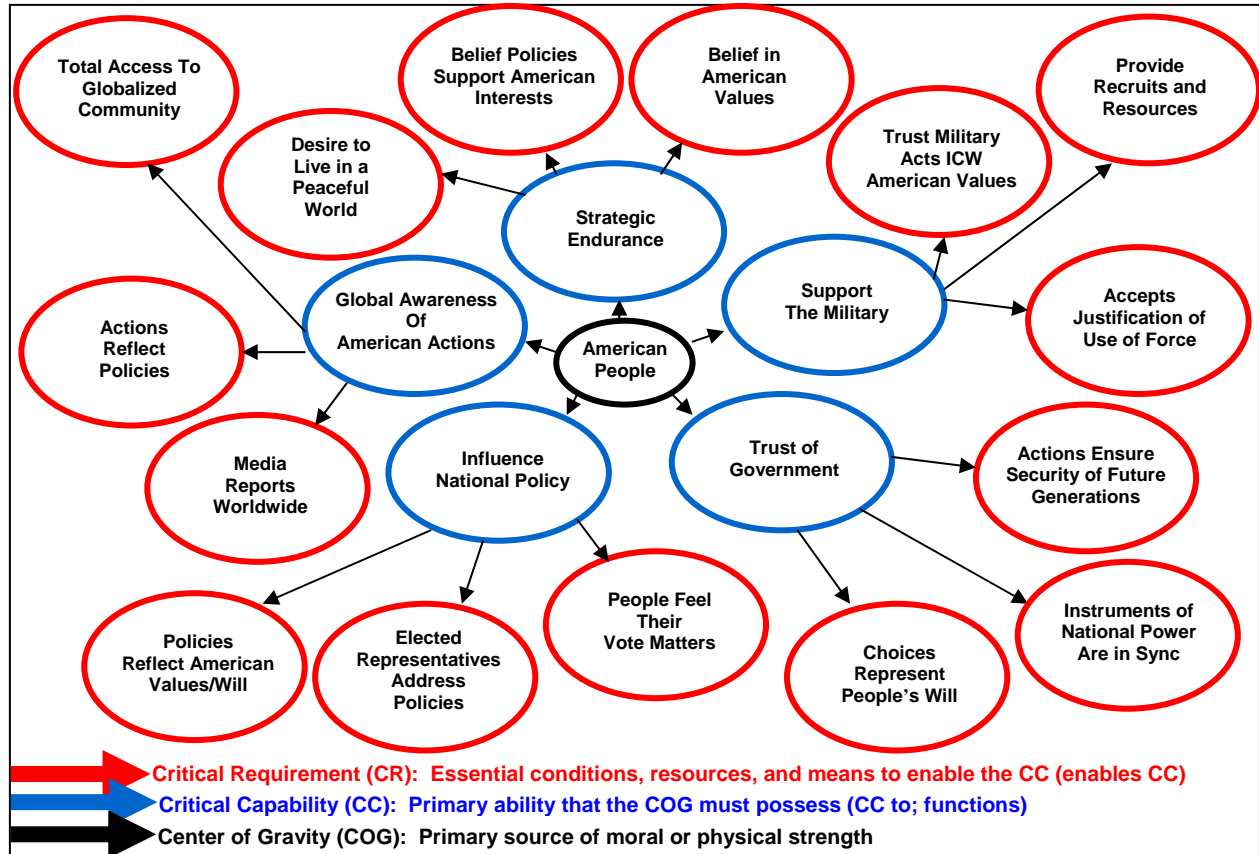 Total Access To
Globalized
Community
Belief Policies
Support American
Interests
Belief in
American
Values
Provide
Recruits and
Resources
Desire to
Live in a
Peaceful
World
Trust Military
Acts ICW
American Values
Strategic
Endurance
Global Awareness
Of
American Actions
Support
The Military
Actions
Reflect
Policies
American
People
Accepts
Justification of
Use of Force
Media
Reports
Worldwide
Influence
National Policy
Trust of
Government
Actions Ensure
Security of Future
Generations
Policies
Reflect American
Values/Will
Elected
Representatives
Address
Policies
People Feel
Their
Vote Matters
Choices
Represent
People’s Will
Instruments of
National Power
Are in Sync
Critical Requirement (CR): Essential conditions, resources, and means to enable the CC (enables CC)
Critical Capability (CC): Primary ability that the COG must possess (CC to; functions)
Center of Gravity (COG): Primary source of moral or physical strength